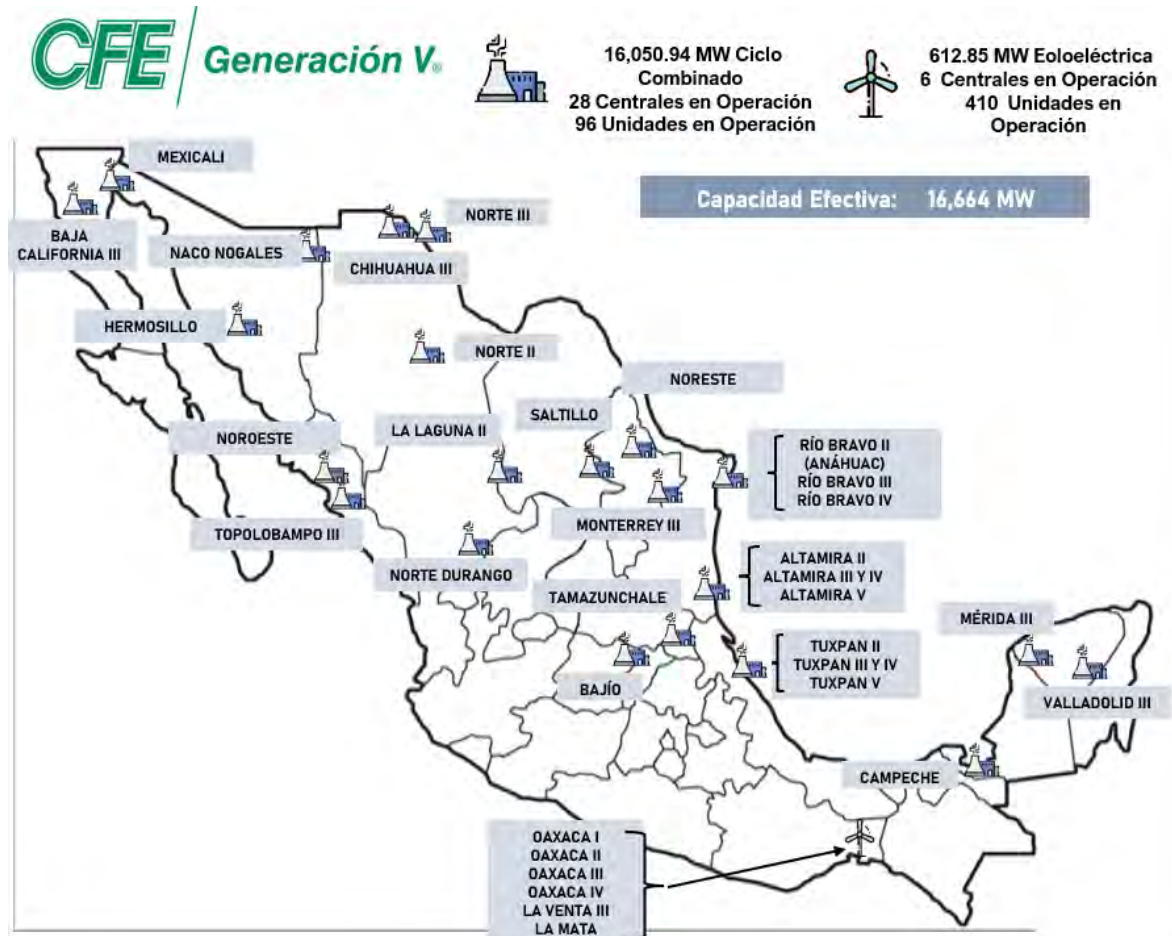 CFE Generación V®
16,050.94 MW Ciclo
Combinado
28 Centrales en Operación
96 Unidades en Operación
612.85 MW Eoloeléctrica
6 Centrales en Operación
410 Unidades en
Operación
Capacidad Efectiva: 16,664 MW
MEXICALI
BAJA
CALIFORNIA III
NACO NOGALES
NORTE III
CHIHUAHUA III
HERMOSILLO
NORTE II
NORESTE
SALTILLO
LA LAGUNA II
NOROESTE
RÍO BRAVO II
(ANÁHUAC)
RÍO BRAVO III
RÍO BRAVO IV
TOPOLOBAMPO III
MONTERREY III
NORTE DURANGO
ALTAMIRA II
ALTAMIRA III Y IV
ALTAMIRA V
TAMAZUNCHALE
MÉRIDA III
TUXPAN II
TUXPAN III Y IV
TUXPAN V
BAJÍO
VALLADOLID III
CAMPECHE
OAXACA I
OAXACA II
OAXACA III
OAXACA IV
LA VENTA III
LA MATA